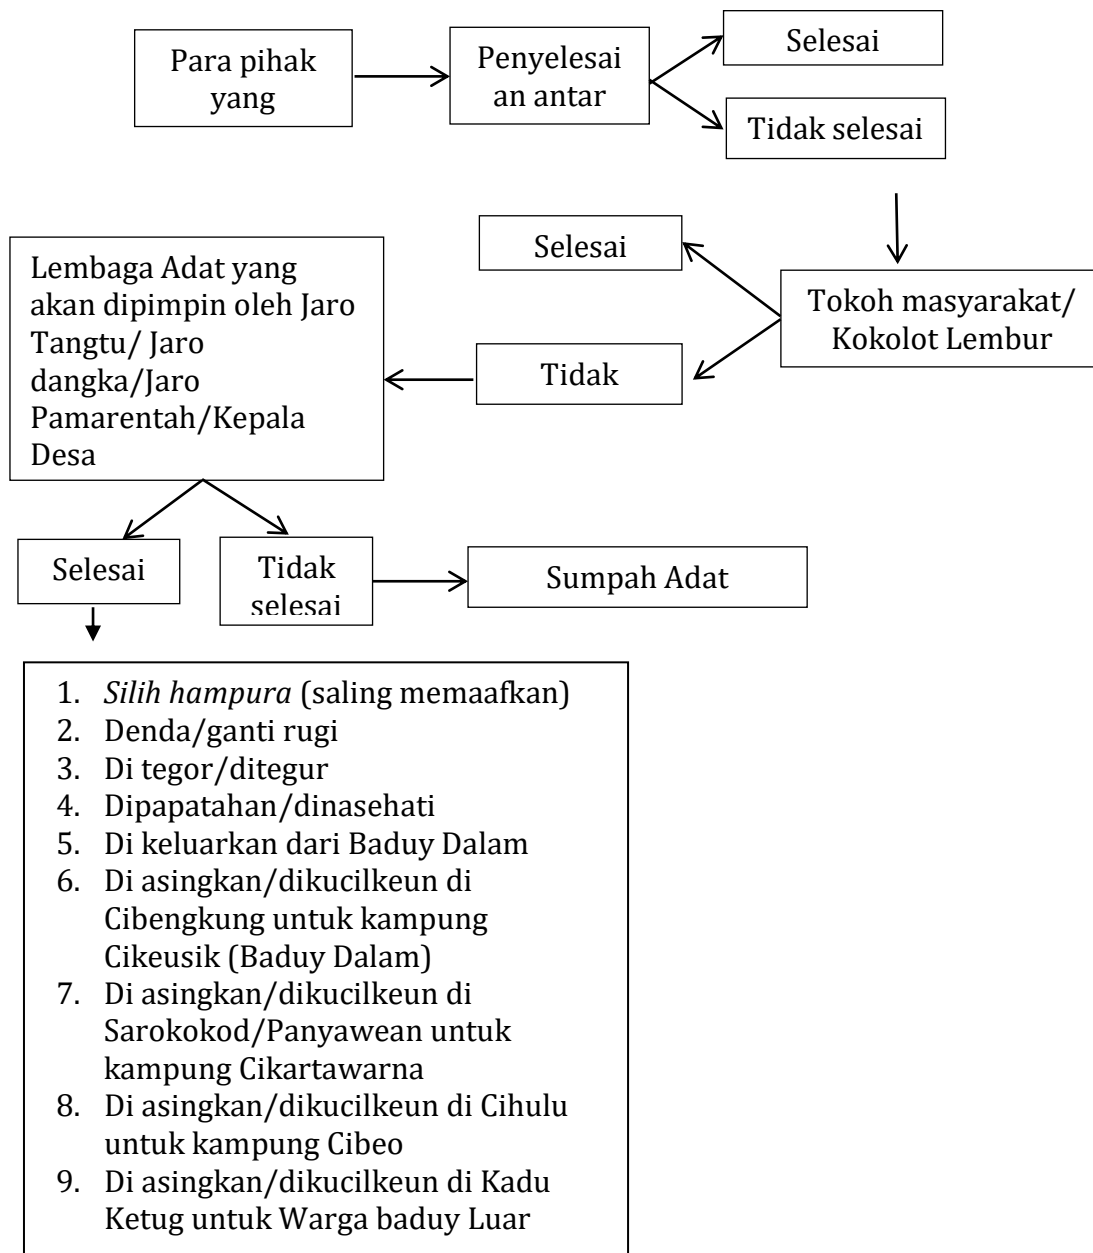 Para pihak
yang
Penyelesai
an antar
Selesai
Tidak selesai
Tokoh masyarakat/
Kokolot Lembur
Selesai
Tidak
Lembaga Adat yang
akan dipimpin oleh Jaro
Tangtu/ Jaro
dangka/Jaro
Pamarentah/Kepala
Desa
Selesai
Tidak
selesai
Sumpah Adat
1. Silih hampura (saling memaafkan)
2. Denda/ganti rugi
3. Di tegor/ditegur
4. Dipapatahan/dinasehati
5. Di keluarkan dari Baduy Dalam
6. Di asingkan/dikucilkeun di
Cibengkung untuk kampung
Cikeusik (Baduy Dalam)
7. Di asingkan/dikucilkeun di
Sarokokod/Panyawean untuk
kampung Cikartawarna
8. Di asingkan/dikucilkeun di Cihulu
untuk kampung Cibeo
9. Di asingkan/dikucilkeun di Kadu
Ketug untuk Warga baduy Luar